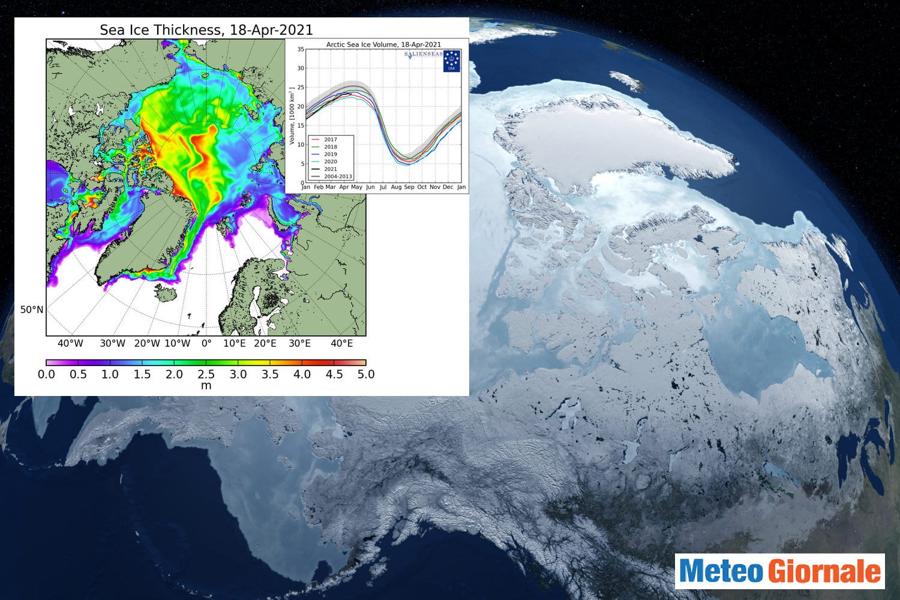 Sea Ice Thickness, 18-Apr-2021
Arctic Sea Ice Volume, 18-Apr-2021
SALIENSEAS
DMI
Volume, [1000 km³]
35
30
25
20
15
10
5
0
2017
2018
2019
2020
2021
2004-2013
Jan Feb Mar Apr May Jun Jul Aug Sep Oct Nov Dec Jan
50°N
40°W 30°W 20°W 10°W 0° 10°E 20°E 30°E 40°E
0.0 0.5 1.0 1.5 2.0 2.5 3.0 3.5 4.0 4.5 5.0
m
Meteo Giornale